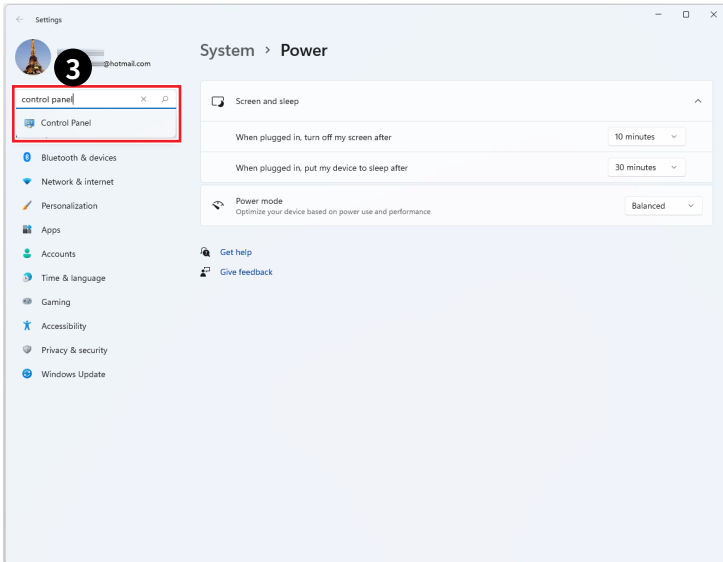 Settings
System > Power
3
@hotmail.com
control panel
Control Panel
Bluetooth & devices
Network & internet
Personalization
Apps
Accounts
Time & language
Gaming
Accessibility
Privacy & security
Windows Update
Screen and sleep
When plugged in, turn off my screen after 10 minutes
When plugged in, put my device to sleep after 30 minutes
Power mode
Optimize your device based on power use and performance
Balanced
Get help
Give feedback